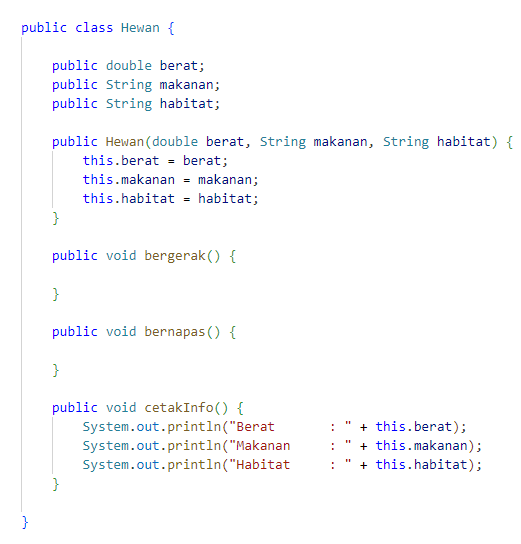 public class Hewan {
public double berat;
public String makanan;
public String habitat;
public Hewan(double berat, String makanan, String habitat) {
this.berat = berat;
this.makanan = makanan;
this.habitat = habitat;
}
public void bergerak() {
}
public void bernapas() {
}
public void cetakInfo() {
System.out.println("Berat       : " + this.berat);
System.out.println("Makanan     : " + this.makanan);
System.out.println("Habitat     : " + this.habitat);
}
}